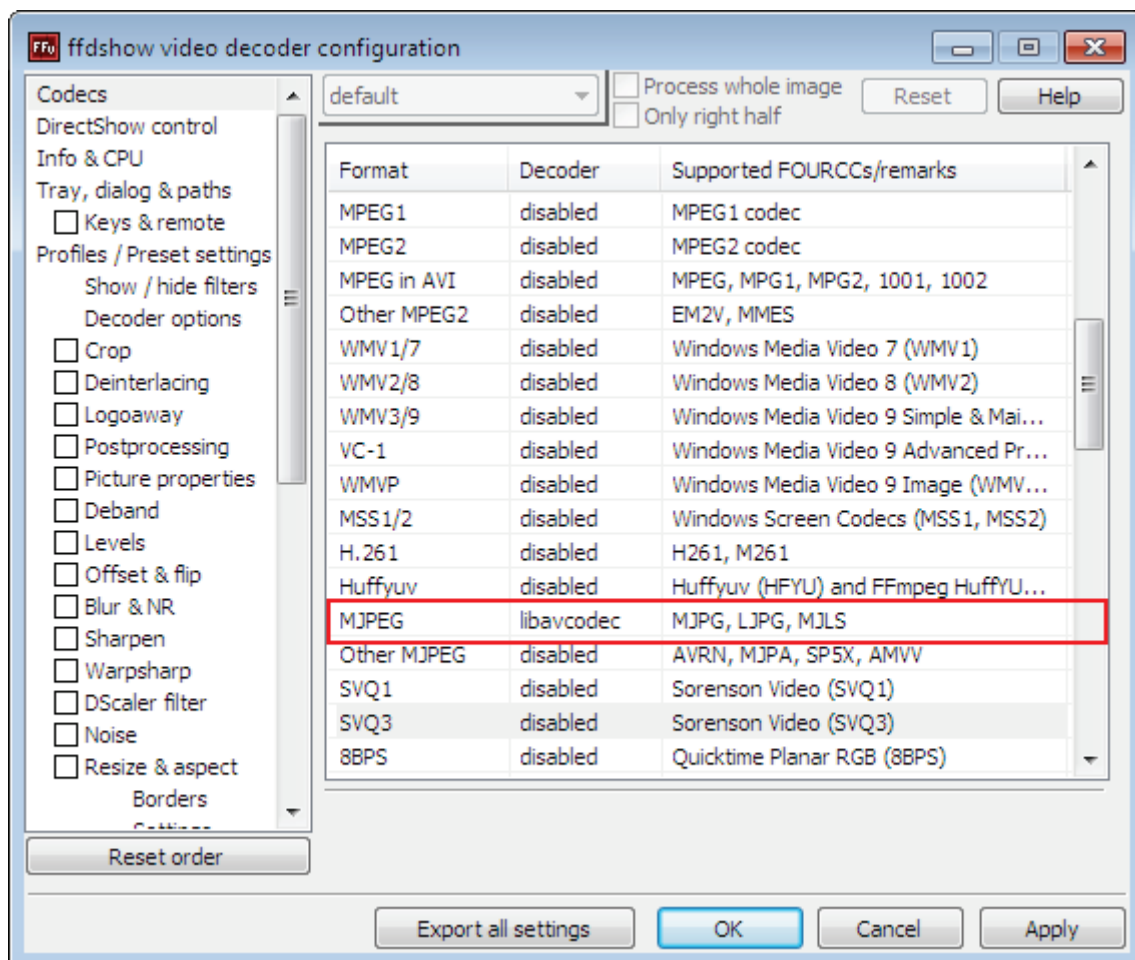 FFv ffdshow video decoder configuration
Codecs
DirectShow control
Info & CPU
Tray, dialog & paths
Keys & remote
Profiles / Preset settings
Show / hide filters
Decoder options
Crop
Deinterlacing
Logoaway
Postprocessing
Picture properties
Deband
Levels
Offset & flip
Blur & NR
Sharpen
Warpsharp
DScaler filter
Noise
Resize & aspect
Borders
Settings
Reset order
default
Process whole image
Only right half
Reset
Help
Format Decoder Supported FOURCCs/remarks
MPEG1 disabled MPEG1 codec
MPEG2 disabled MPEG2 codec
MPEG in AVI disabled MPEG, MPG1, MPG2, 1001, 1002
Other MPEG2 disabled EM2V, MMES
WMV1/7 disabled Windows Media Video 7 (WMV1)
WMV2/8 disabled Windows Media Video 8 (WMV2)
WMV3/9 disabled Windows Media Video 9 Simple & Mai...
VC-1 disabled Windows Media Video 9 Advanced Pr...
WMVP disabled Windows Media Video 9 Image (WMV...
MSS1/2 disabled Windows Screen Codecs (MSS1, MSS2)
H.261 disabled H261, M261
Huffyuv disabled Huffyuv (HFYU) and FFmpeg HuffYU...
MJPEG libavcodec MJPG, LJPG, MJLS
Other MJPEG disabled AVRN, MJPA, SP5X, AMVV
SVQ1 disabled Sorenson Video (SVQ1)
SVQ3 disabled Sorenson Video (SVQ3)
8BPS disabled Quicktime Planar RGB (8BPS)
Export all settings
OK
Cancel
Apply